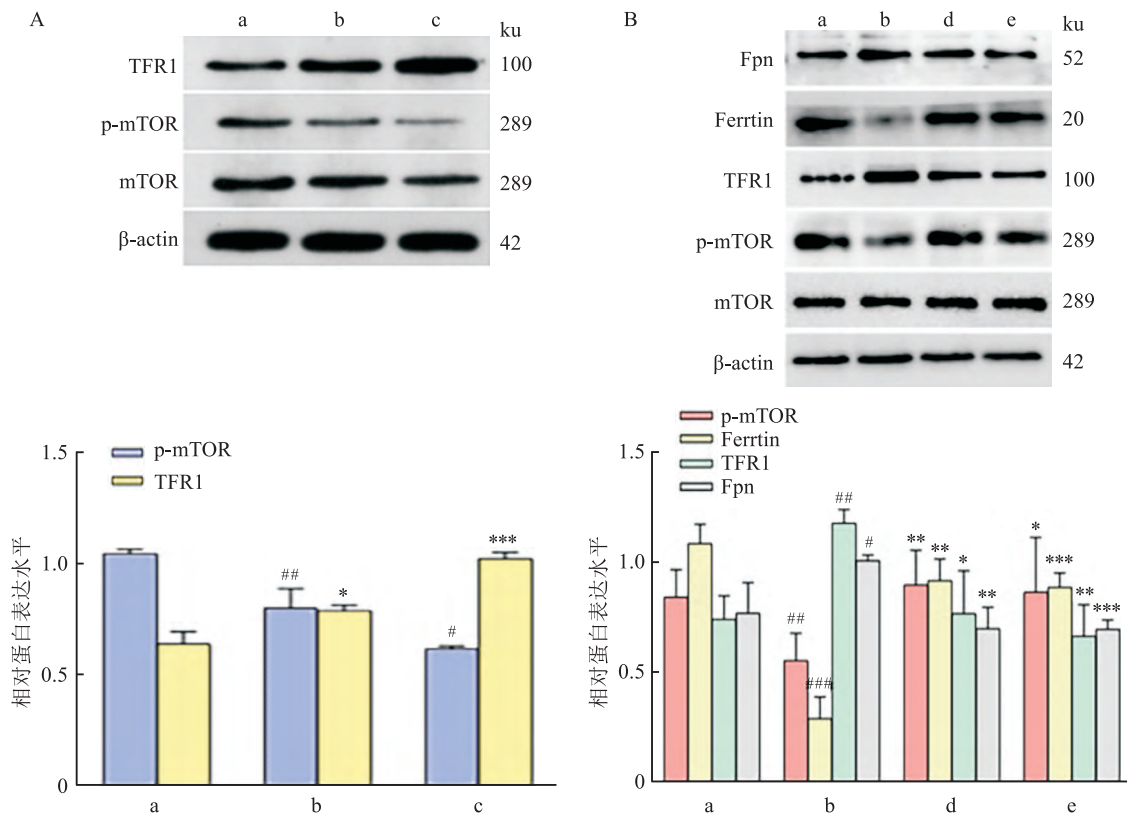 A
a b c
ku
TFR1 100
p-mTOR 289
mTOR 289
β-actin 42
B
a b d e
ku
Fpn 52
Ferrtin 20
TFR1 100
p-mTOR 289
mTOR 289
β-actin 42
p-mTOR
TFR1
相对蛋白表达水平
1.5
1.0
0.5
0
##
*
#
***
a b c
p-mTOR
Ferrtin
TFR1
Fpn
相对蛋白表达水平
1.5
1.0
0.5
0
##
###
##
#
**
**
*
**
*
***
**
***
a b d e